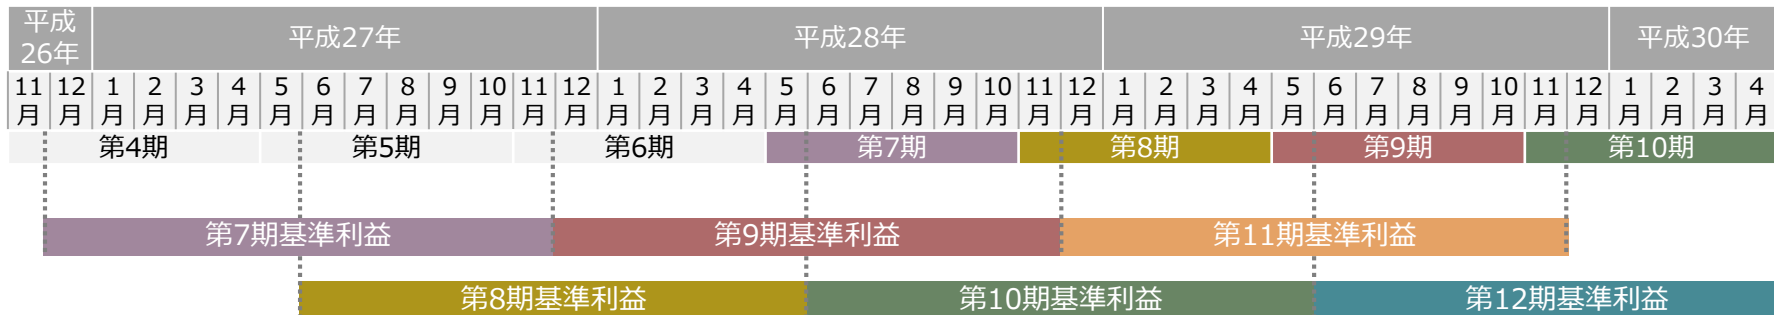 平成
26年 平成27年 平成28年 平成29年 平成30年
11月 12月 1月 2月 3月 4月 5月 6月 7月 8月 9月 10月 11月 12月 1月 2月 3月 4月 5月 6月 7月 8月 9月 10月 11月 12月 1月 2月 3月 4月 5月 6月 7月 8月 9月 10月 11月 12月 1月 2月 3月 4月
第4期 第5期 第6期 第7期 第8期 第9期 第10期
第7期基準利益 第9期基準利益 第11期基準利益
第8期基準利益 第10期基準利益 第12期基準利益